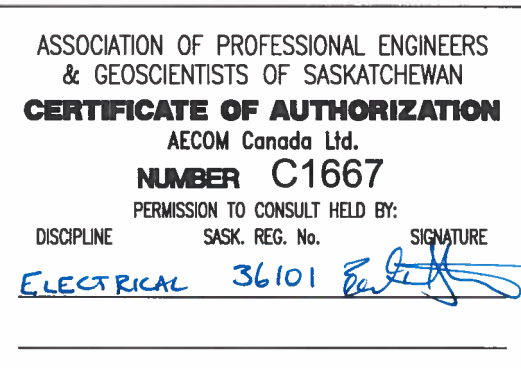 ASSOCIATION OF PROFESSIONAL ENGINEERS
& GEOSCIENTISTS OF SASKATCHEWAN
CERTIFICATE OF AUTHORIZATION
AECOM Canada Ltd.
NUMBER C1667
PERMISSION TO CONSULT HELD BY:
DISCIPLINE SASK. REG. No. SIGNATURE
ELECTRICAL 36101